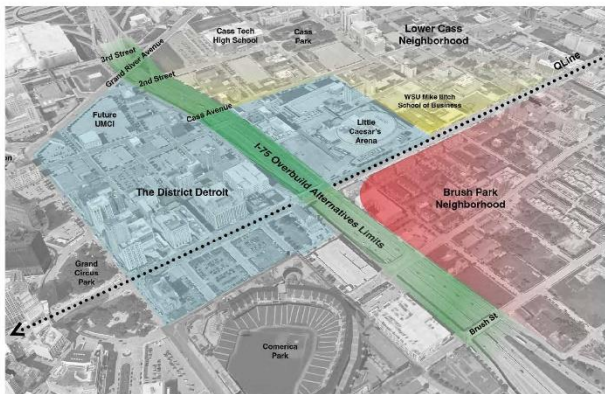 Cass Tech
High School
Cass
Park
Lower Cass
Neighborhood
3rd Street
Grand River Avenue
2nd Street
QLine
WSU Mike Ilitch
School of Business
Future
UMCI
Cass Avenue
Little
Caesar's
Arena
I-75 Overbuild Alternatives Limits
The District Detroit
Brush Park
Neighborhood
Grand
Circus
Park
Brush St
Comerica
Park